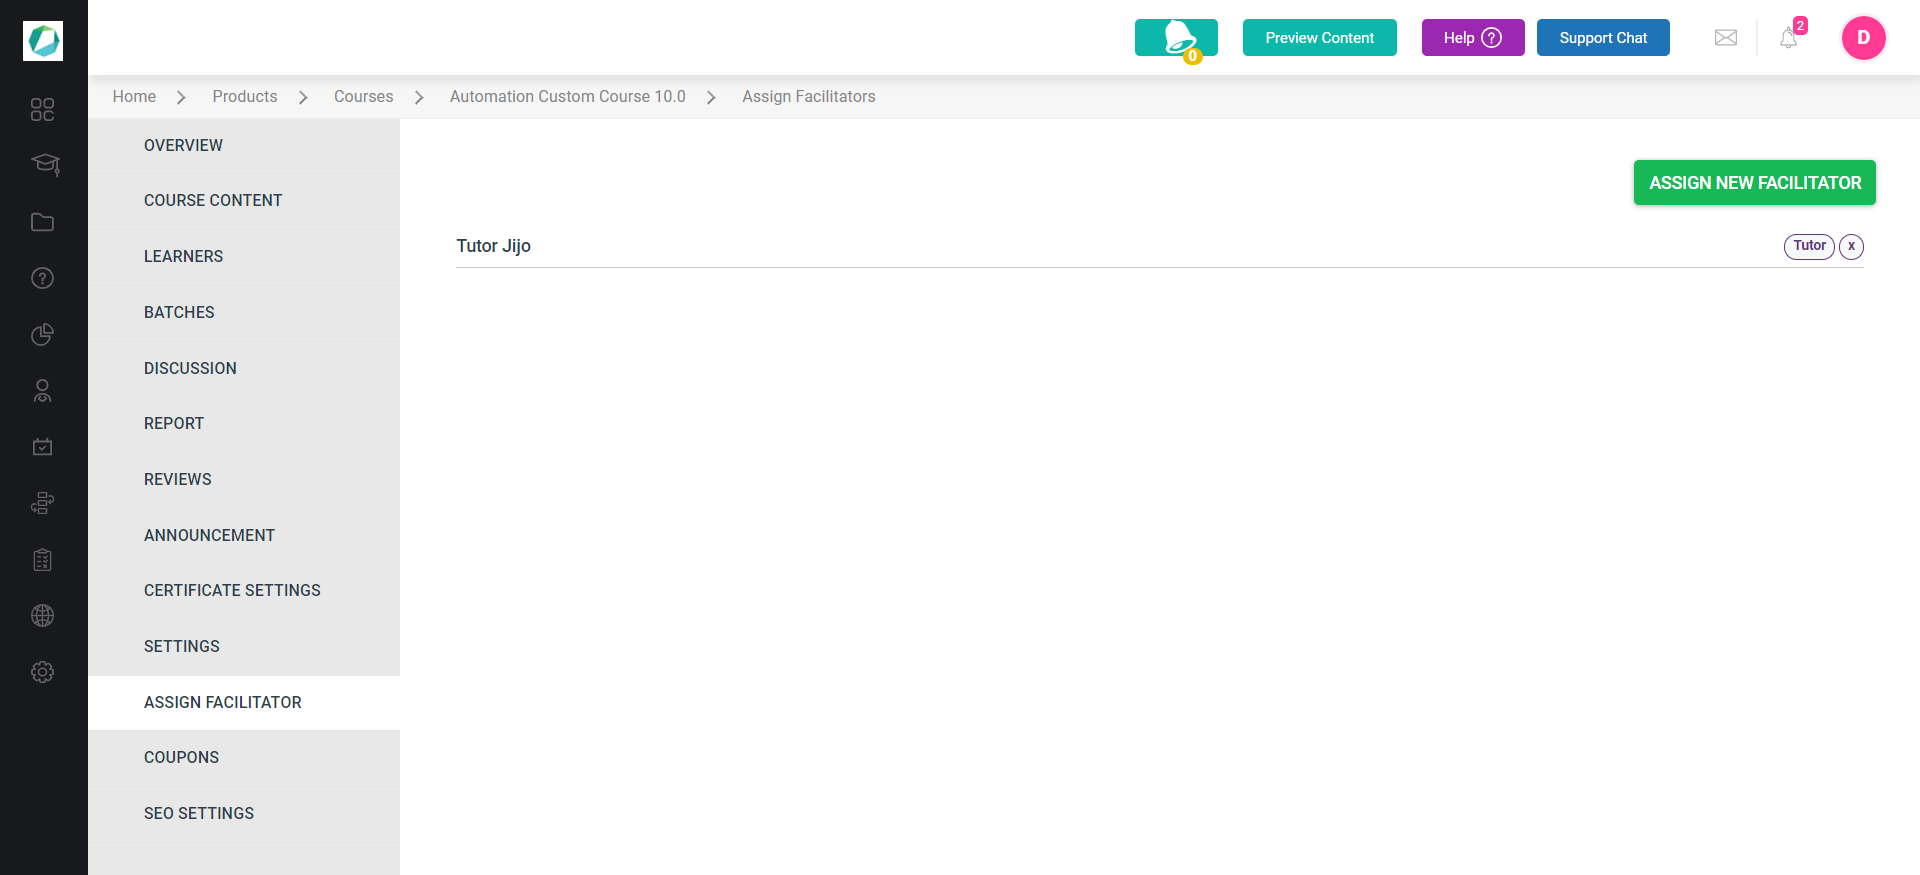 0
Preview Content
Help
Support Chat
2
D
Home
Products
Courses
Automation Custom Course 10.0
Assign Facilitators
OVERVIEW
COURSE CONTENT
LEARNERS
BATCHES
DISCUSSION
REPORT
REVIEWS
ANNOUNCEMENT
CERTIFICATE SETTINGS
SETTINGS
ASSIGN FACILITATOR
COUPONS
SEO SETTINGS
ASSIGN NEW FACILITATOR
Tutor Jijo
Tutor
x